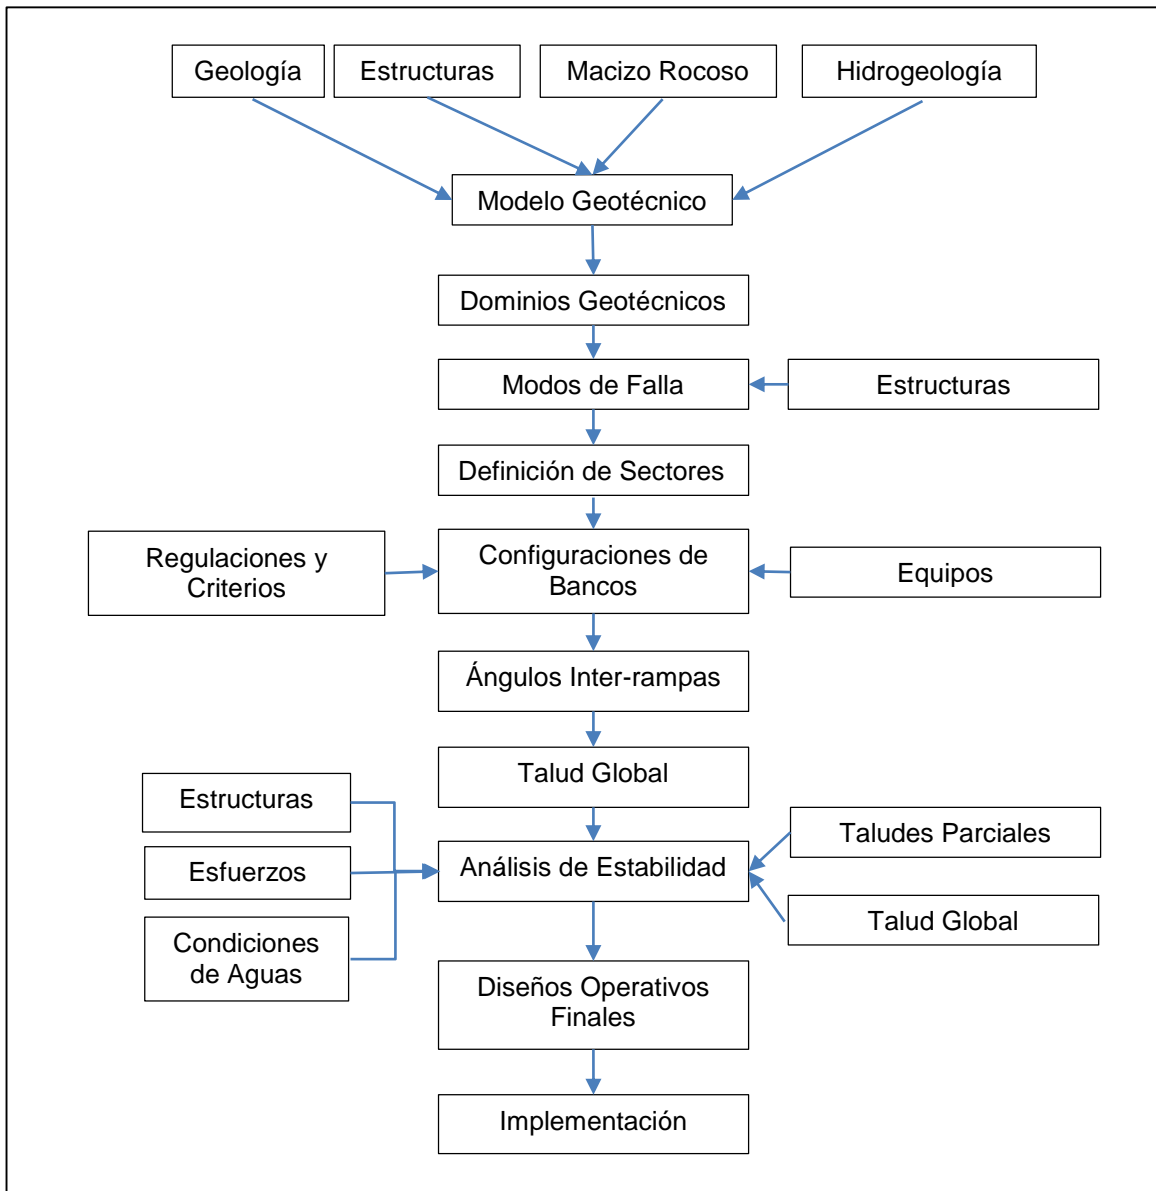 Geología
Estructuras
Macizo Rocoso
Hidrogeología
Modelo Geotécnico
Dominios Geotécnicos
Modos de Falla
Estructuras
Definición de Sectores
Regulaciones y
Criterios
Configuraciones de
Bancos
Equipos
Ángulos Inter-rampas
Talud Global
Estructuras
Esfuerzos
Condiciones
de Aguas
Análisis de Estabilidad
Taludes Parciales
Talud Global
Diseños Operativos
Finales
Implementación